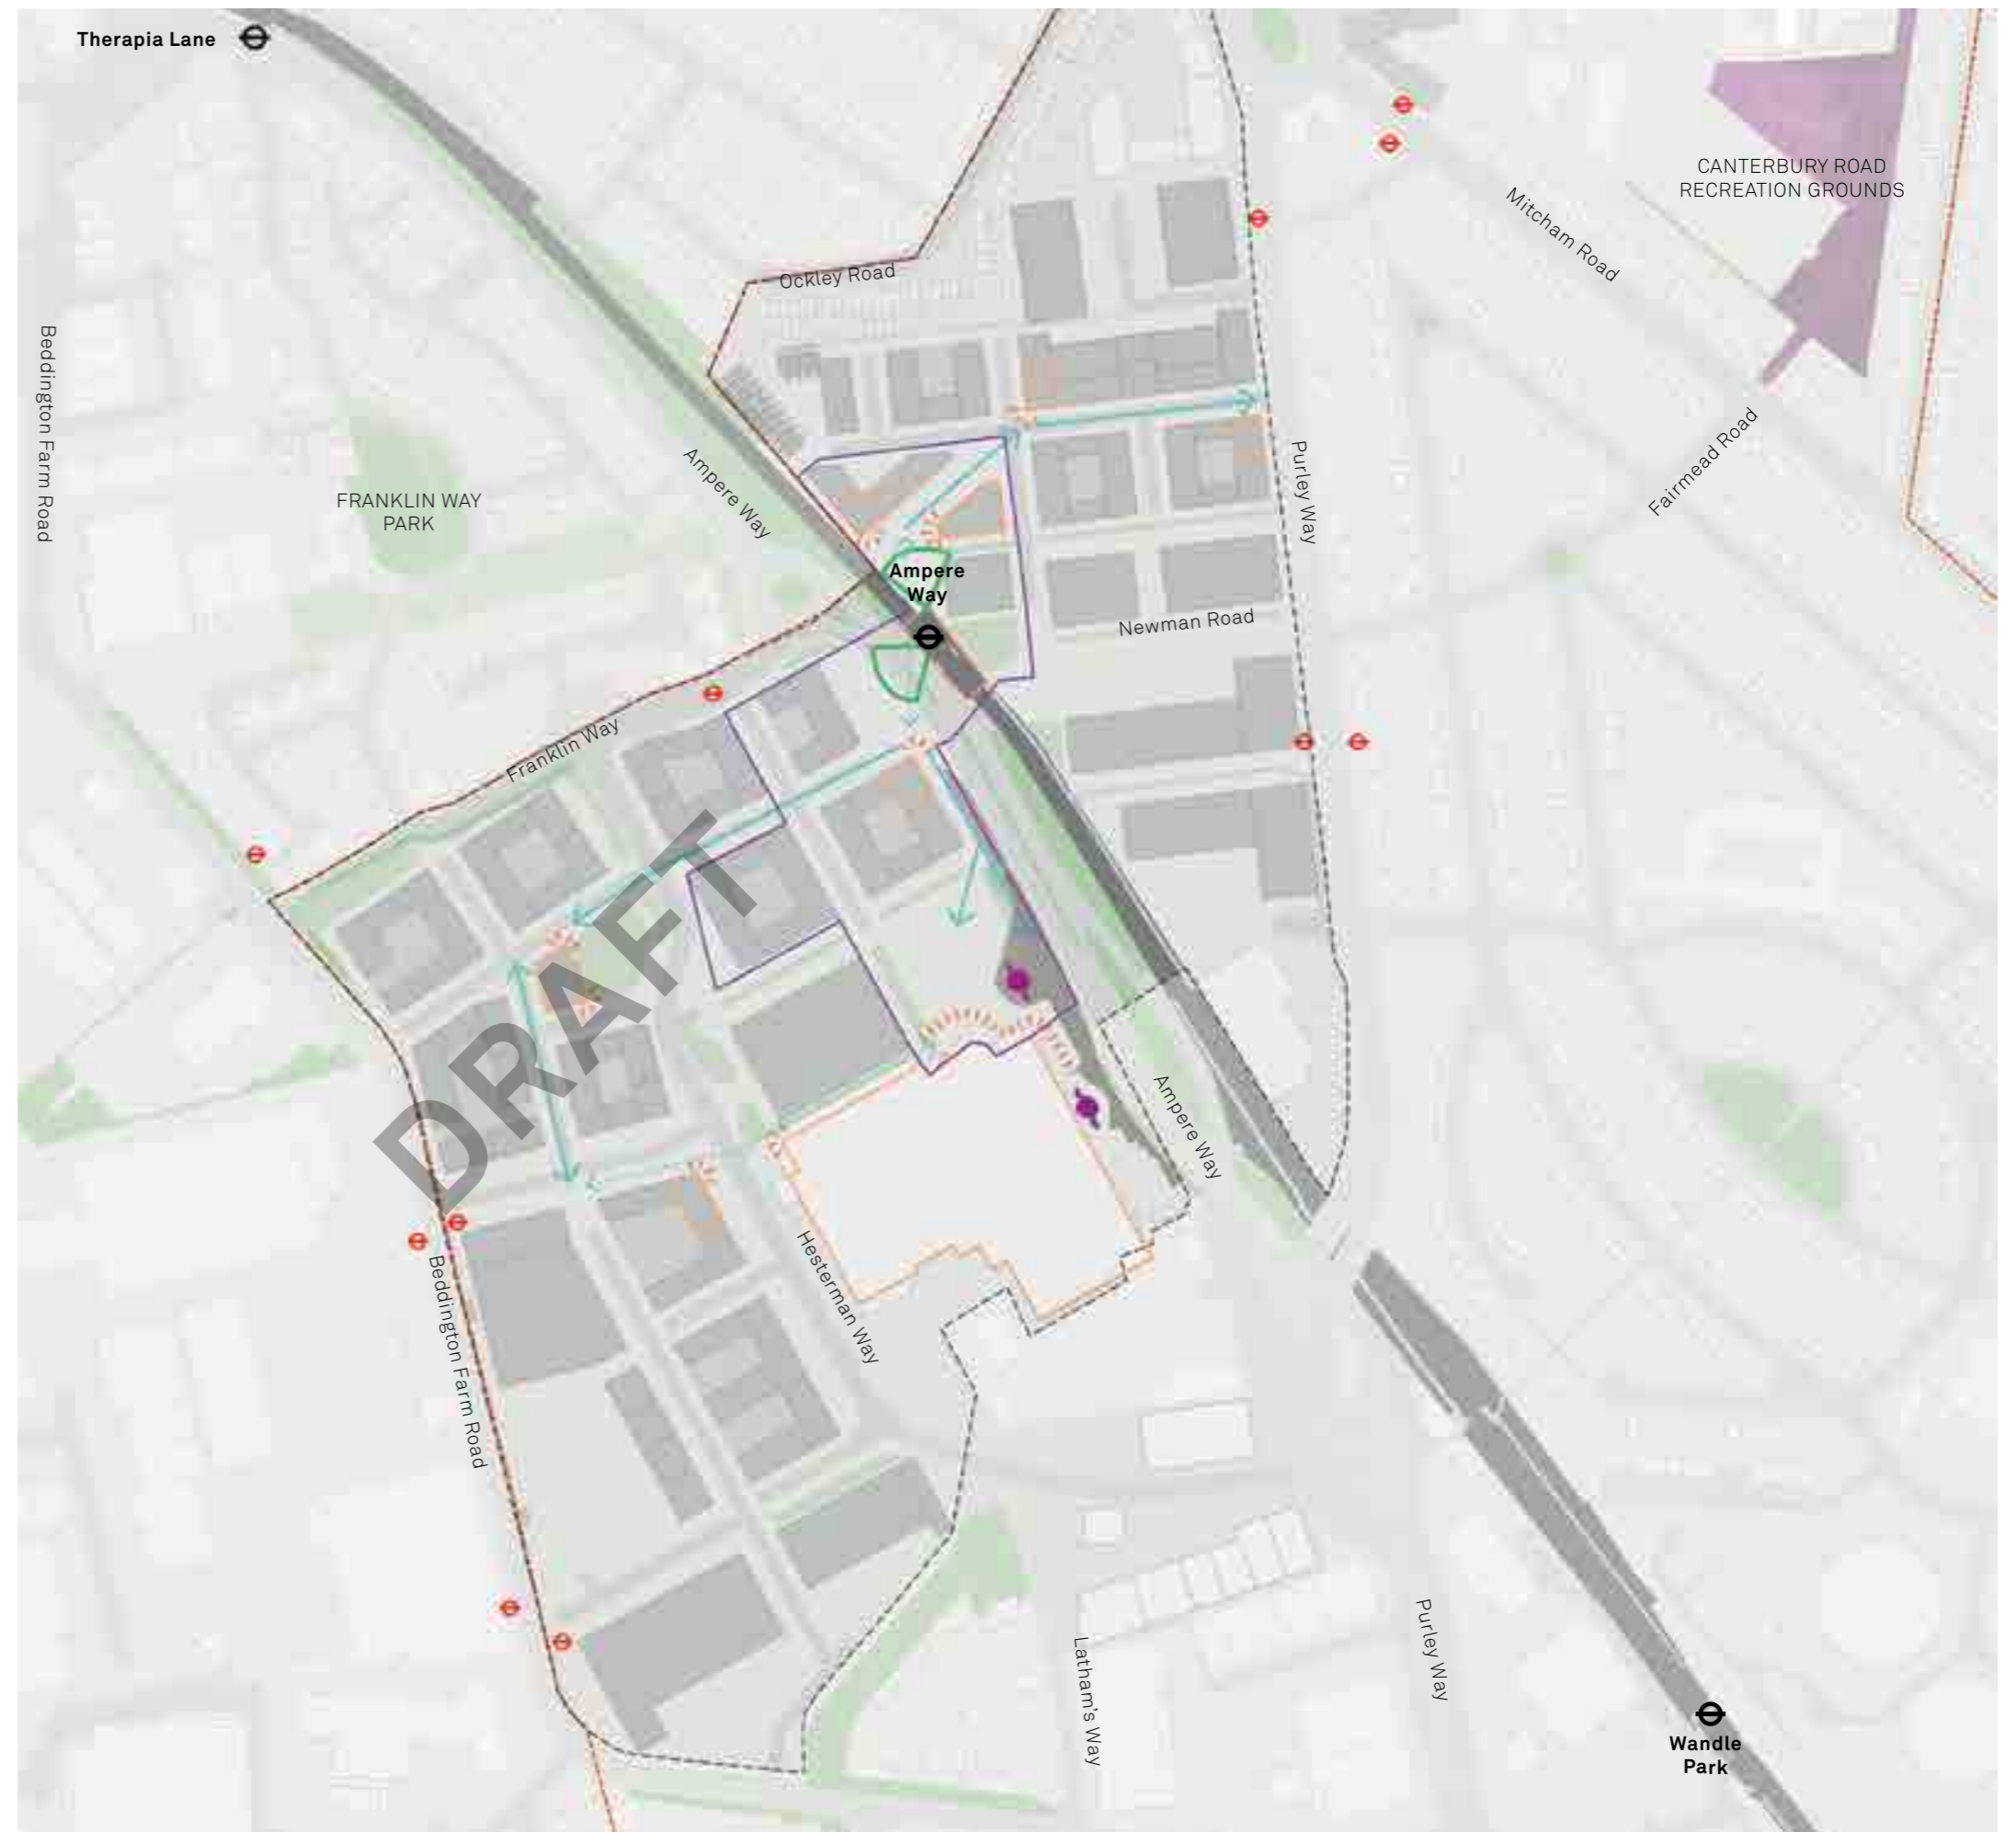 Therapia Lane
CANTERBURY ROAD
RECREATION GROUNDS
Mitcham Road
Ockley Road
Beddington Farm Road
Ampere Way
Purley Way
Fairmead Road
FRANKLIN WAY
PARK
Ampere
Way
Newman Road
Franklin Way
DRAFT
Ampere Way
Hesterman Way
Beddington Farm Road
Latham's Way
Purley Way
Wandle
Park